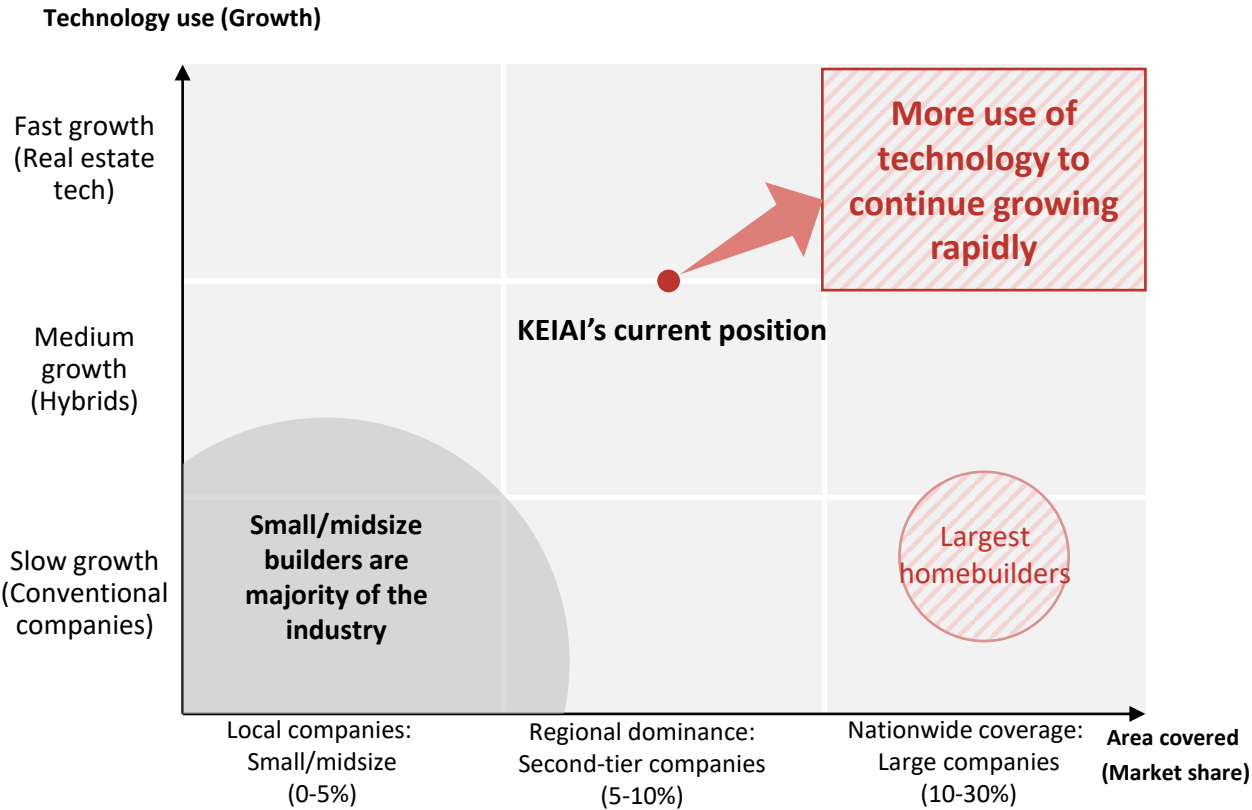 Technology use (Growth)
Fast growth
(Real estate
tech)
More use of
technology to
continue growing
rapidly
KEIAI’s current position
Medium
growth
(Hybrids)
Small/midsize
builders are
majority of the
industry
Largest
homebuilders
Slow growth
(Conventional
companies)
Local companies:
Small/midsize
(0-5%)
Regional dominance:
Second-tier companies
(5-10%)
Nationwide coverage:
Large companies
(10-30%)
Area covered
(Market share)